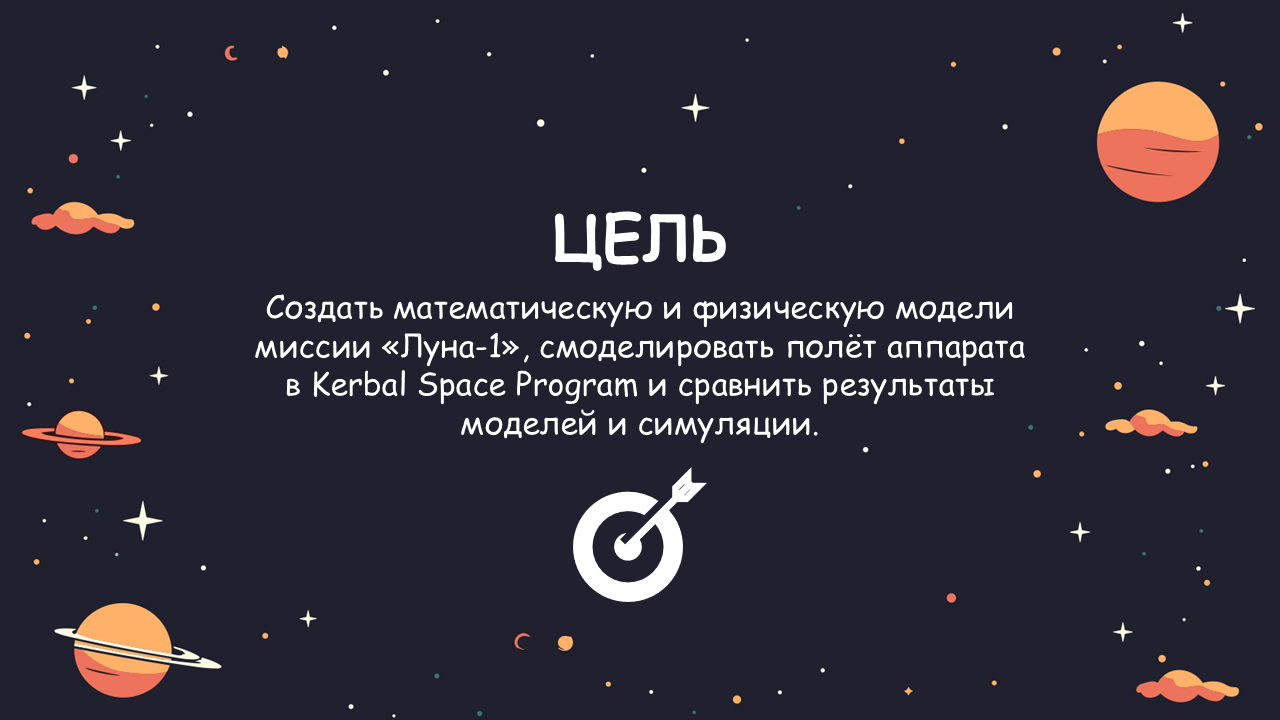 ЦЕЛЬ
Создать математическую и физическую модели
миссии «Луна-1», смоделировать полёт аппарата
в Kerbal Space Program и сравнить результаты
моделей и симуляции.